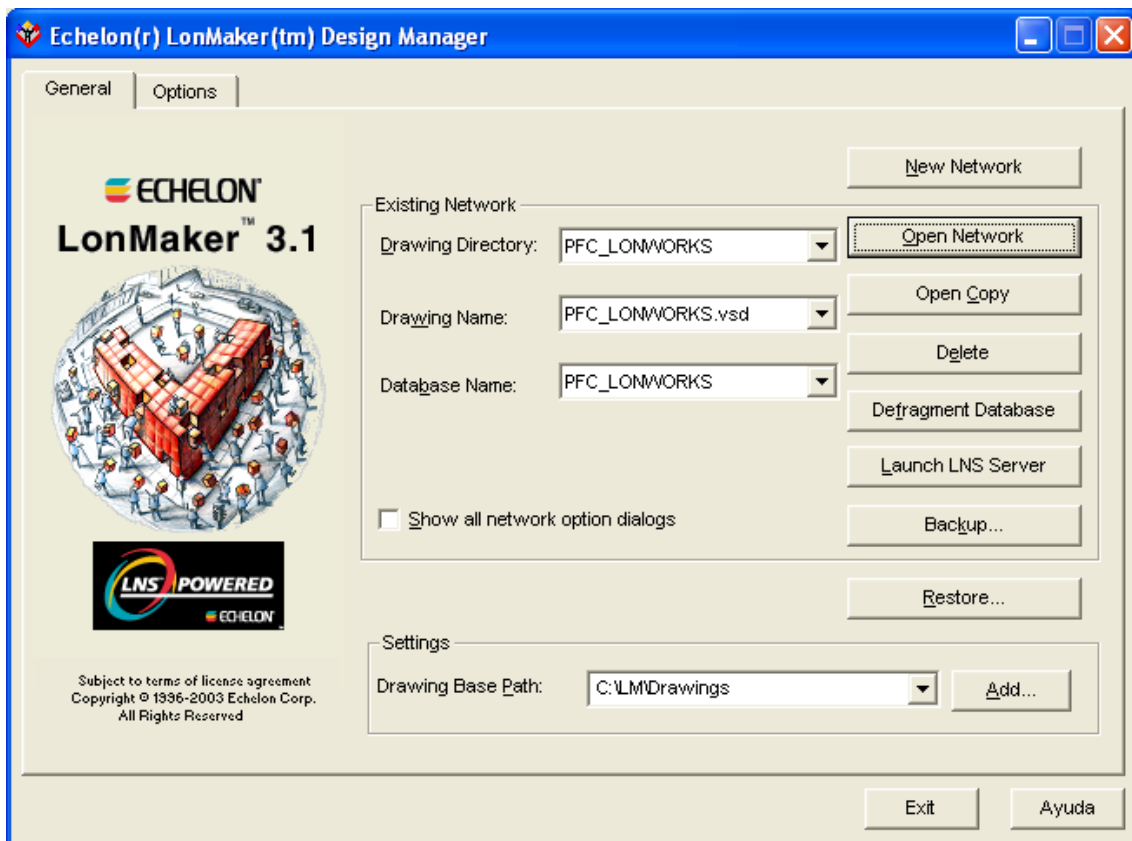 Echelon(r) LonMaker(tm) Design Manager
General
Options
ECHELON®
LonMaker™ 3.1
LNS® POWERED
ECHELON®
Subject to terms of license agreement
Copyright © 1996-2003 Echelon Corp.
All Rights Reserved
New Network
Existing Network
Drawing Directory:
PFC_LONWORKS
Open Network
Open Copy
Drawing Name:
PFC_LONWORKS.vsd
Delete
Database Name:
PFC_LONWORKS
Defragment Database
Launch LNS Server
Show all network option dialogs
Backup...
Restore...
Settings
Drawing Base Path:
C:\LM\Drawings
Add...
Exit
Ayuda